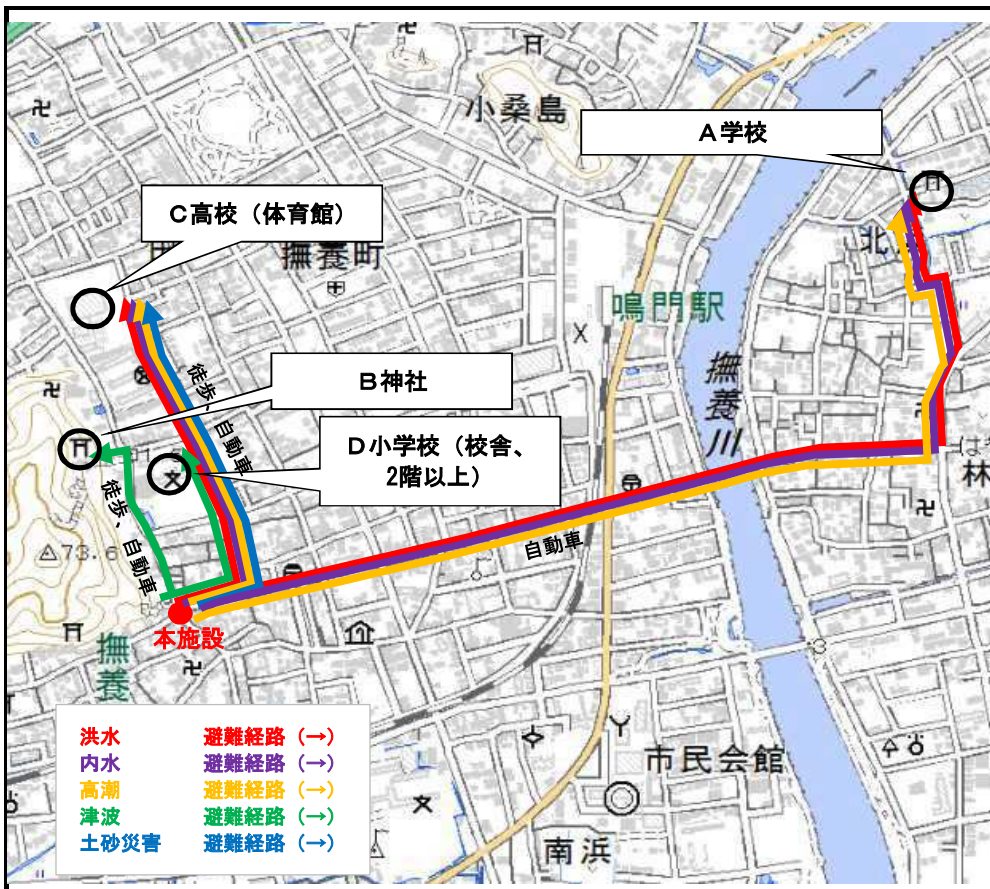 小桑島
A学校
C高校（体育館）
撫養町
北
鳴門駅
B神社
撫養川
D小学校（校舎、
2階以上）
徒歩、自動車
徒歩、自動車
73.6
自動車
林
本施設
撫養
洪水 避難経路（→）
内水 避難経路（→）
高潮 避難経路（→）
津波 避難経路（→）
土砂災害 避難経路（→）
市民会館
南浜